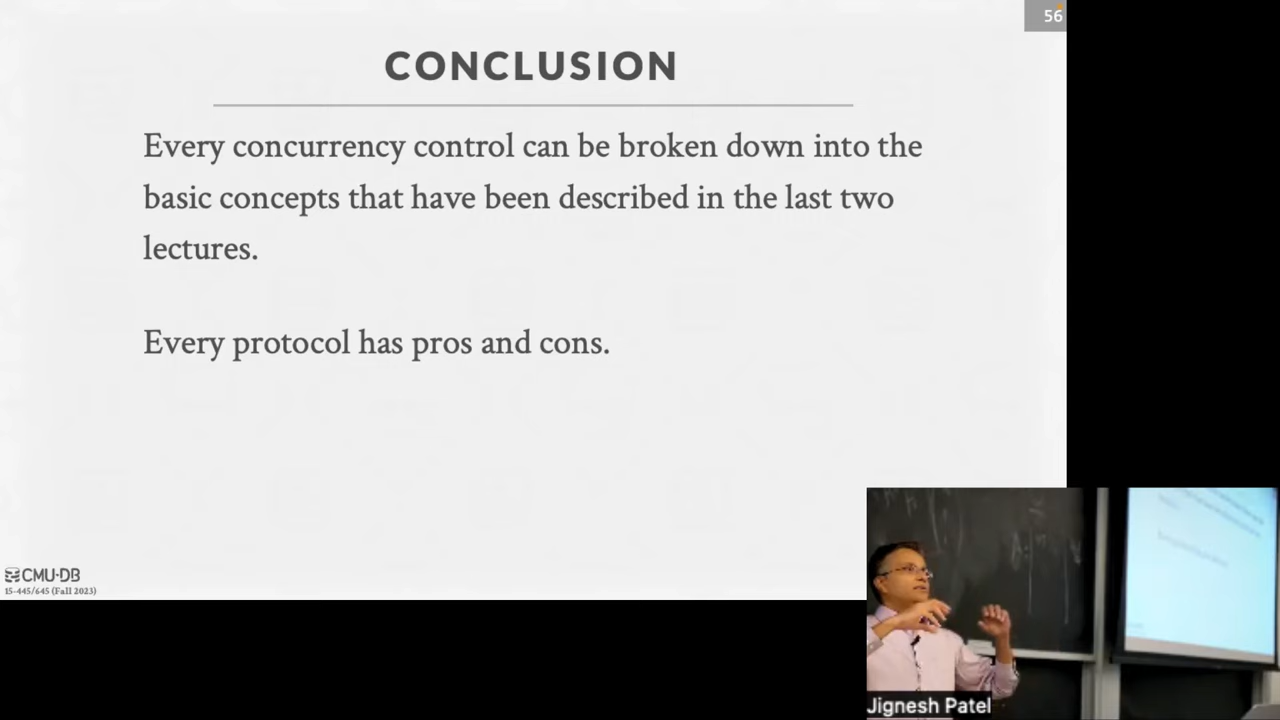 56
CONCLUSION
Every concurrency control can be broken down into the
basic concepts that have been described in the last two
lectures.
Every protocol has pros and cons.
CMU·DB
15-445/645 (Fall 2023)
Jignesh Patel